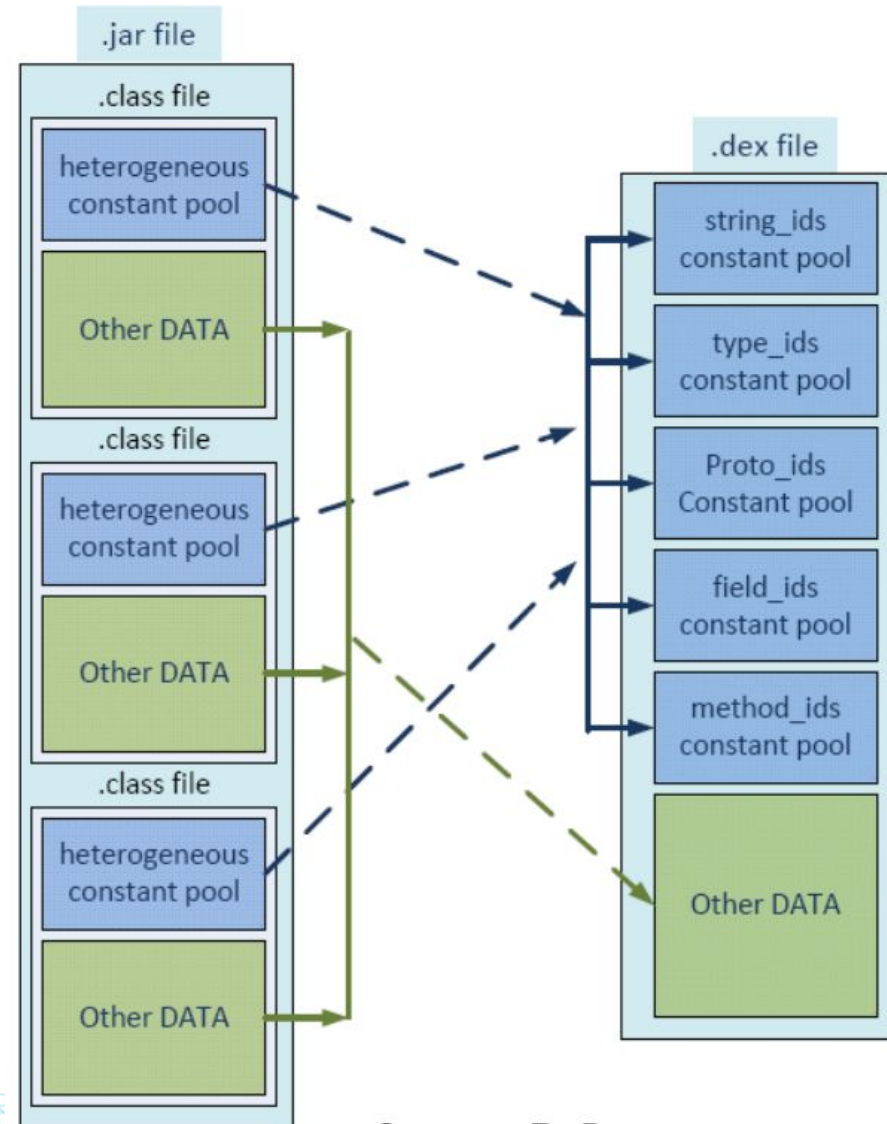 .jar file
.class file
heterogeneous
constant pool
Other DATA
.class file
heterogeneous
constant pool
Other DATA
.class file
heterogeneous
constant pool
Other DATA
.dex file
string_ids
constant pool
type_ids
constant pool
Proto_ids
Constant pool
field_ids
constant pool
method_ids
constant pool
Other DATA